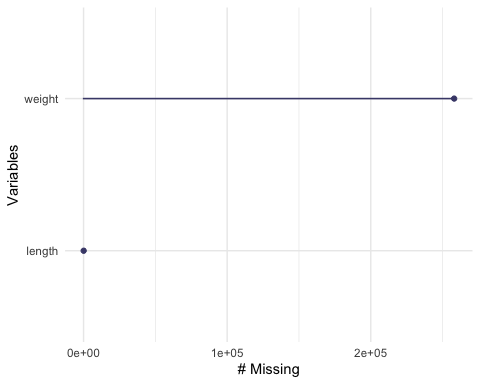 weight
length
Variables
0e+00 1e+05 2e+05
# Missing